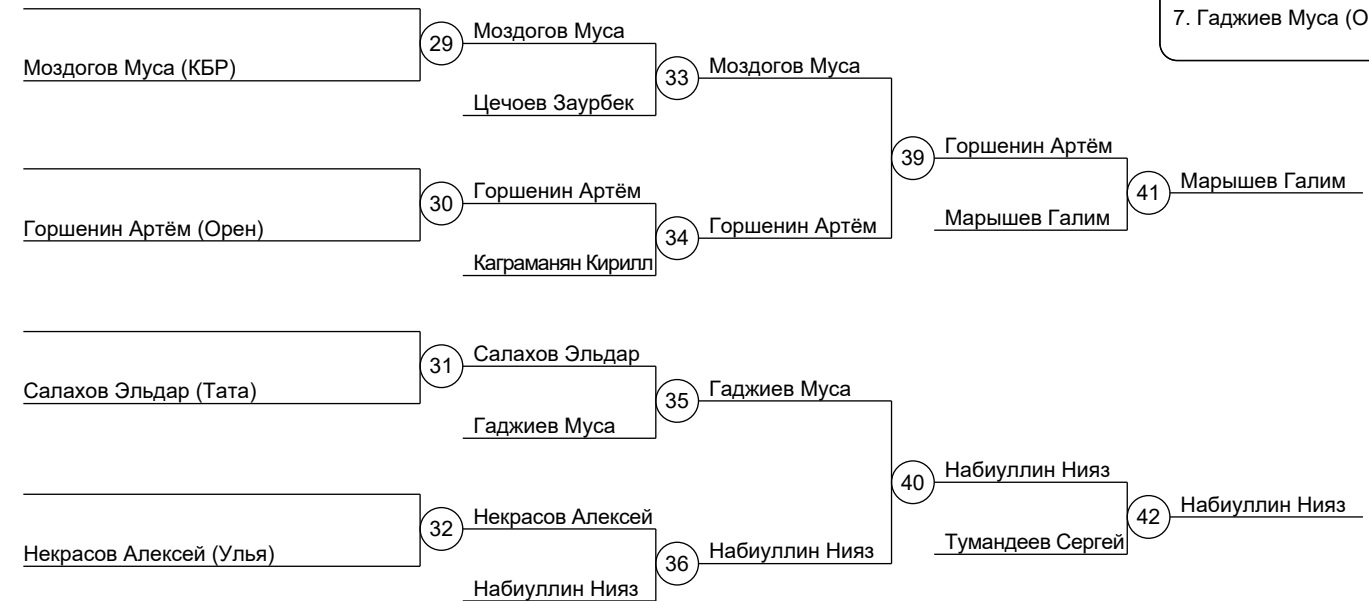 7. Гаджиев Муса (О
29
Моздогов Муса
Моздогов Муса (КБР)
33
Моздогов Муса
Цечоев Заурбек
39
Горшенин Артём
30
Горшенин Артём
41
Марышев Галим
Горшенин Артём (Орен)
34
Горшенин Артём
Марышев Галим
Каграманян Кирилл
31
Салахов Эльдар
Салахов Эльдар (Тата)
35
Гаджиев Муса
Гаджиев Муса
40
Набиуллин Нияз
32
Некрасов Алексей
42
Набиуллин Нияз
Некрасов Алексей (Улья)
36
Набиуллин Нияз
Тумандеев Сергей
Набиуллин Нияз